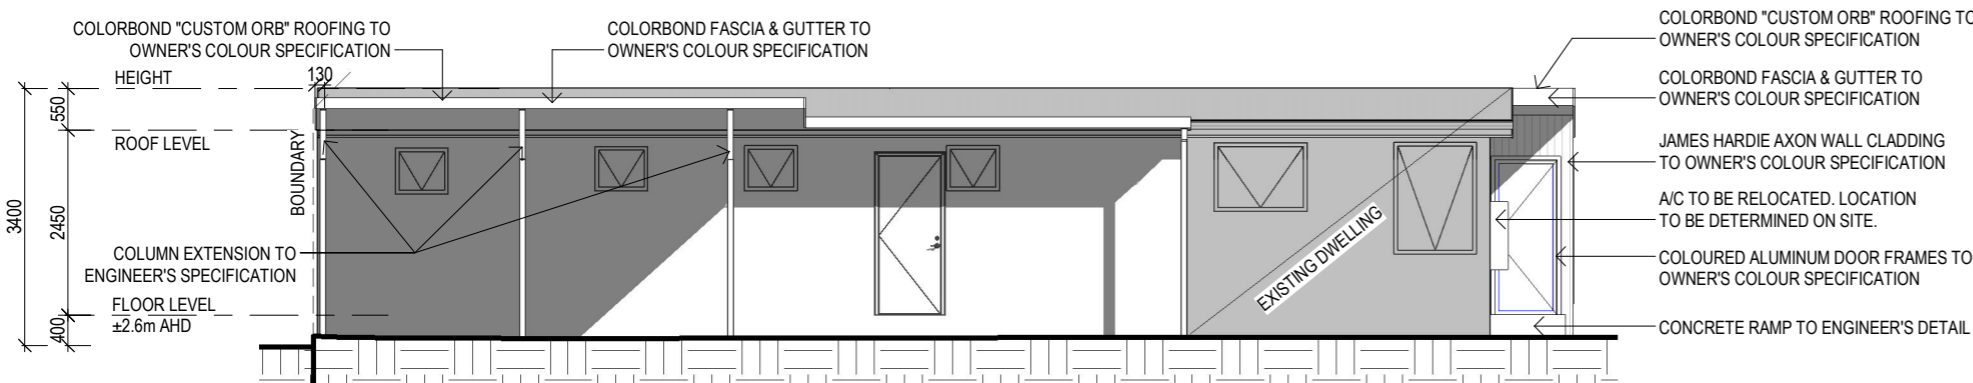 COLORBOND "CUSTOM ORB" ROOFING TO
OWNER'S COLOUR SPECIFICATION
COLORBOND FASCIA & GUTTER TO
OWNER'S COLOUR SPECIFICATION
COLORBOND "CUSTOM ORB" ROOFING TO
OWNER'S COLOUR SPECIFICATION
HEIGHT
130
COLORBOND FASCIA & GUTTER TO
OWNER'S COLOUR SPECIFICATION
550
ROOF LEVEL
BOUNDARY
JAMES HARDIE AXON WALL CLADDING
TO OWNER'S COLOUR SPECIFICATION
3400
2450
A/C TO BE RELOCATED. LOCATION
TO BE DETERMINED ON SITE.
EXISTING DWELLING
COLUMN EXTENSION TO
ENGINEER'S SPECIFICATION
COLOURED ALUMINUM DOOR FRAMES TO
OWNER'S COLOUR SPECIFICATION
FLOOR LEVEL
±2.6m AHD
400
CONCRETE RAMP TO ENGINEER'S DETAIL